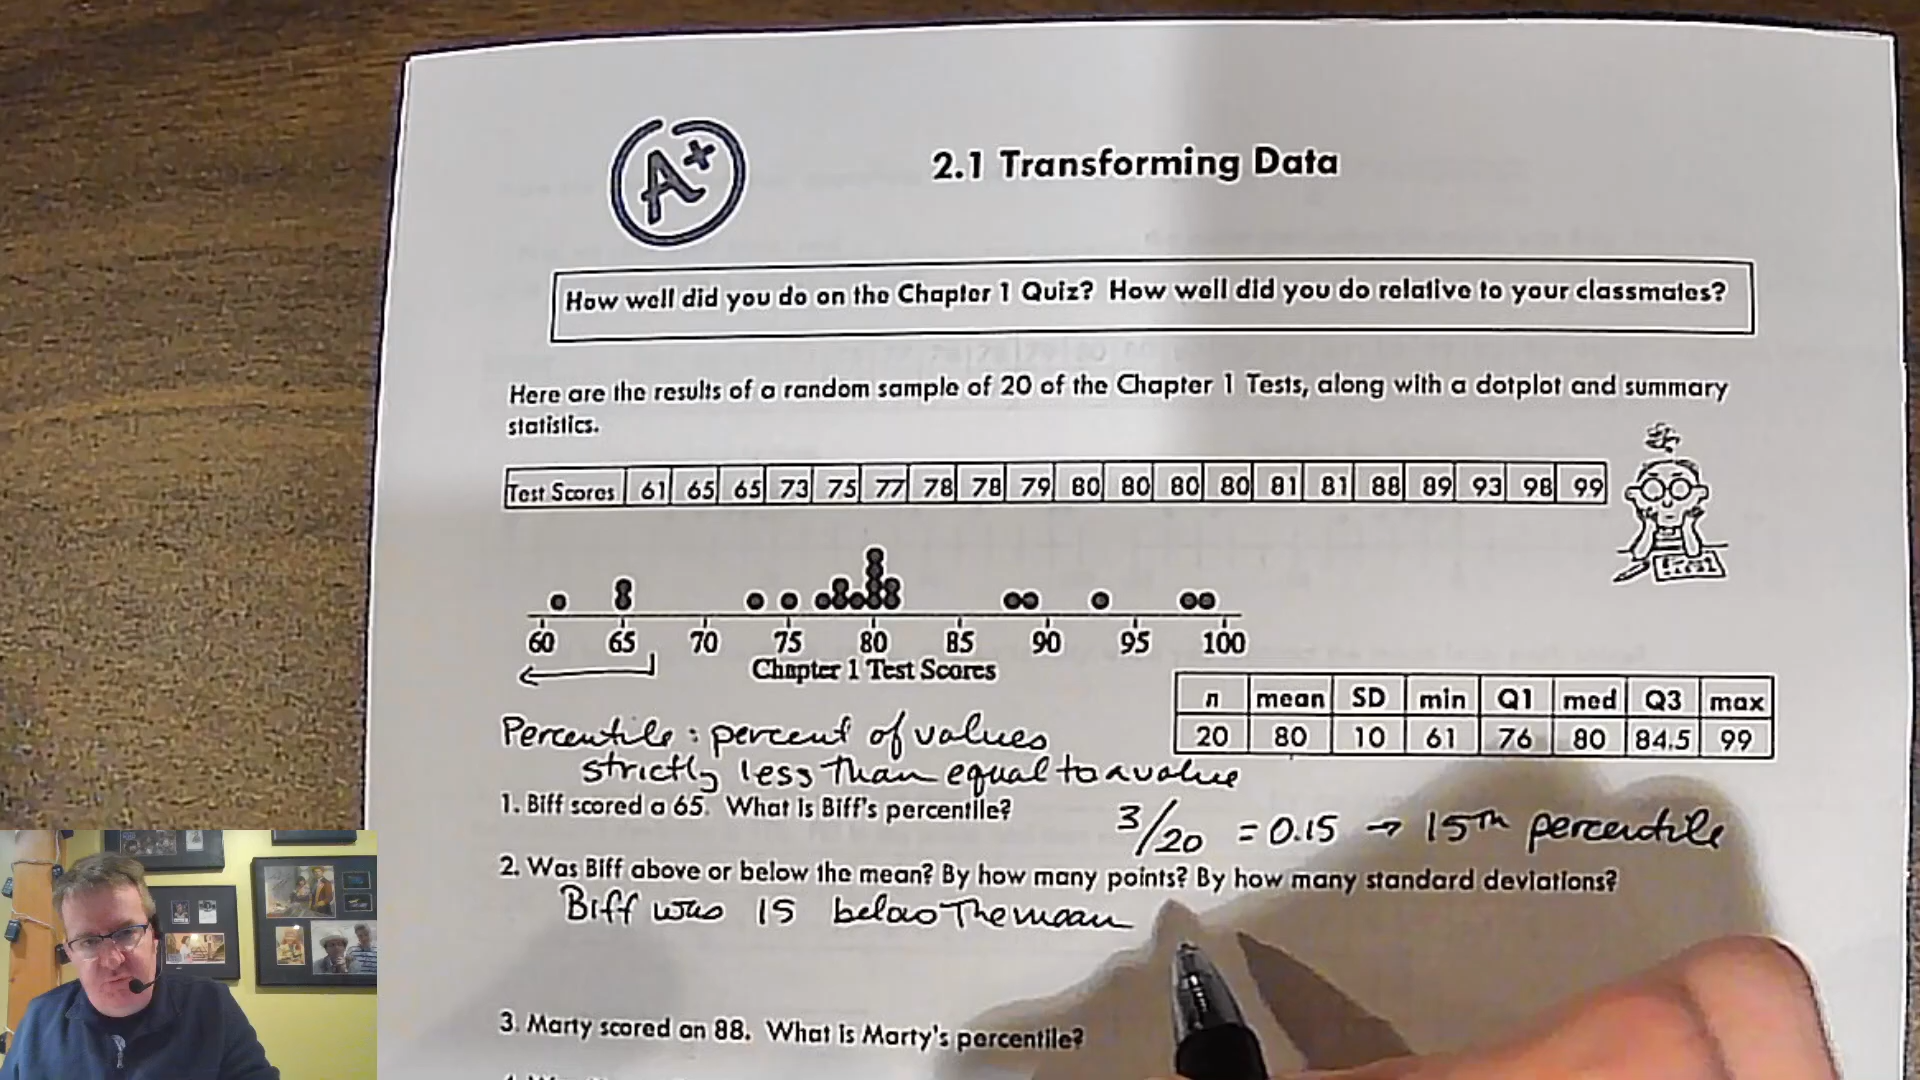 A+
2.1 Transforming Data
How well did you do on the Chapter 1 Quiz? How well did you do relative to your classmates?
Here are the results of a random sample of 20 of the Chapter 1 Tests, along with a dotplot and summary
statistics.
Test Scores 61 65 65 73 75 77 78 78 79 80 80 80 80 81 81 88 89 93 98 99
60 65 70 75 80 85 90 95 100
Chapter 1 Test Scores
n mean SD min Q1 med Q3 max
20 80 10 61 76 80 84.5 99
Percentile : percent of values
strictly less than equal to a value
1. Biff scored a 65. What is Biff's percentile?
3/20 = 0.15 → 15th percentile
2. Was Biff above or below the mean? By how many points? By how many standard deviations?
Biff was 15 below the mean
3. Marty scored an 88. What is Marty's percentile?